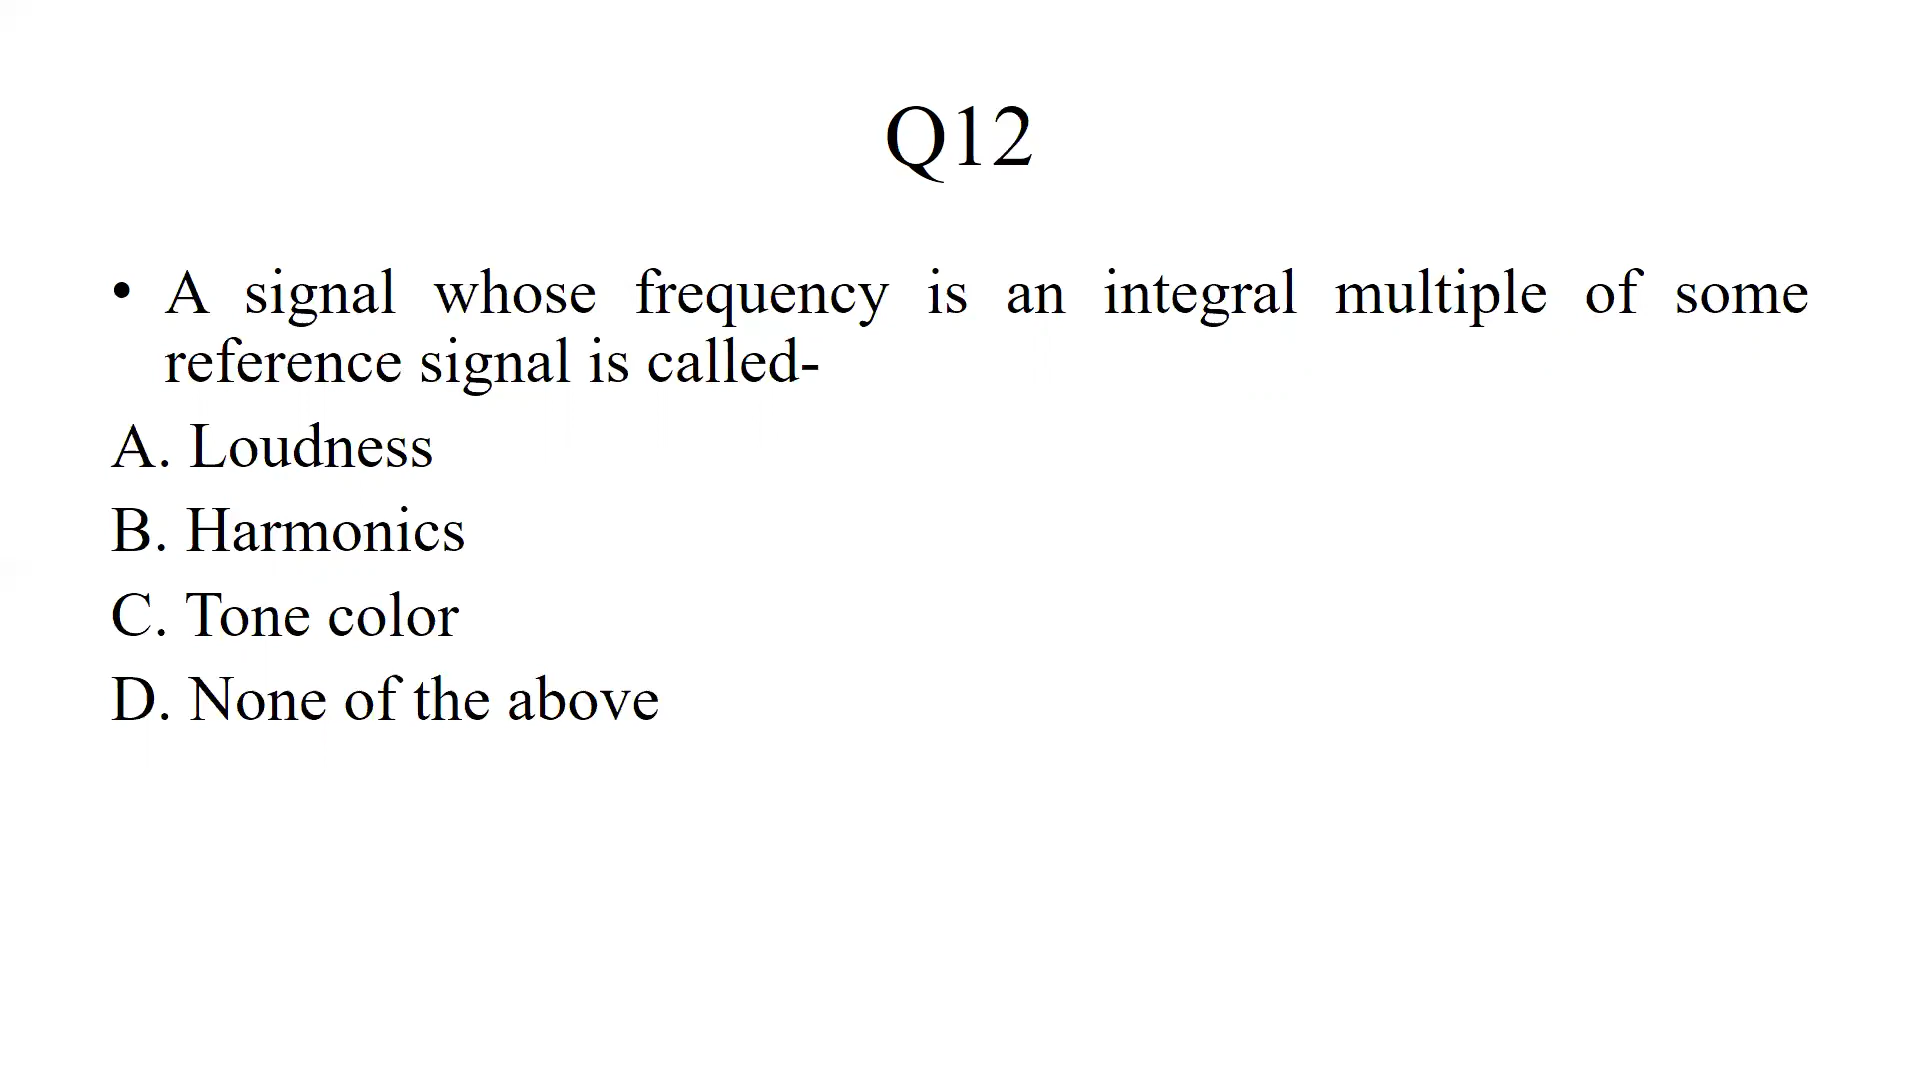 Q12
• A signal whose frequency is an integral multiple of some
reference signal is called-
A. Loudness
B. Harmonics
C. Tone color
D. None of the above